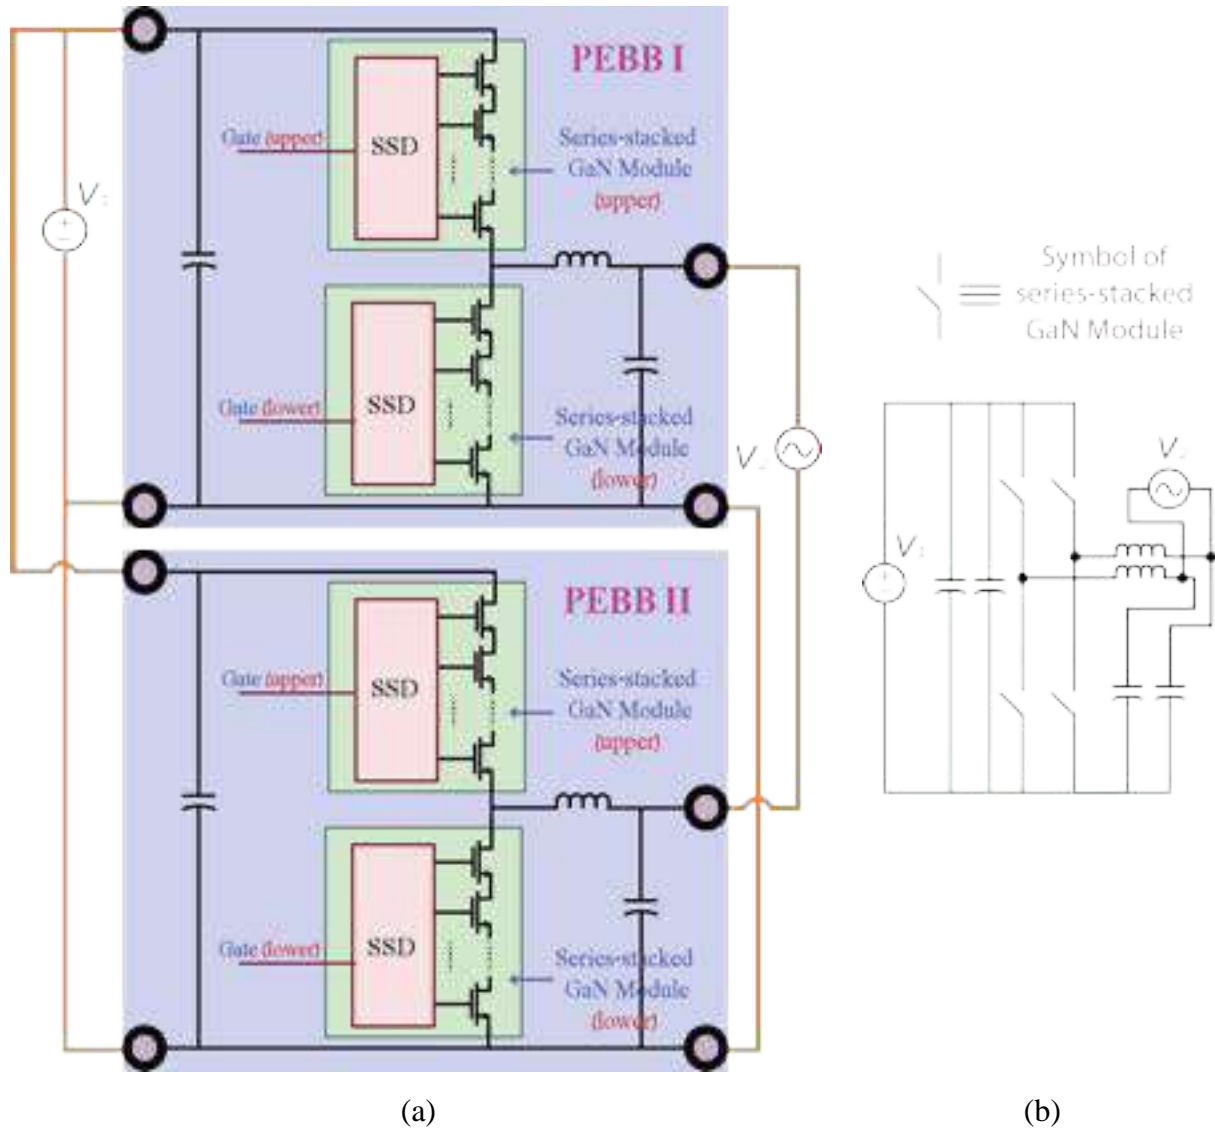 PEBB I
Gate (upper)
SSD
Series-stacked
GaN Module
(upper)
V
Gate (lower)
SSD
Series-stacked
GaN Module
(lower)
V
PEBB II
Gate (upper)
SSD
Series-stacked
GaN Module
(upper)
Gate (lower)
SSD
Series-stacked
GaN Module
(lower)
(a)
Symbol of
series-stacked
GaN Module
V
V
(b)